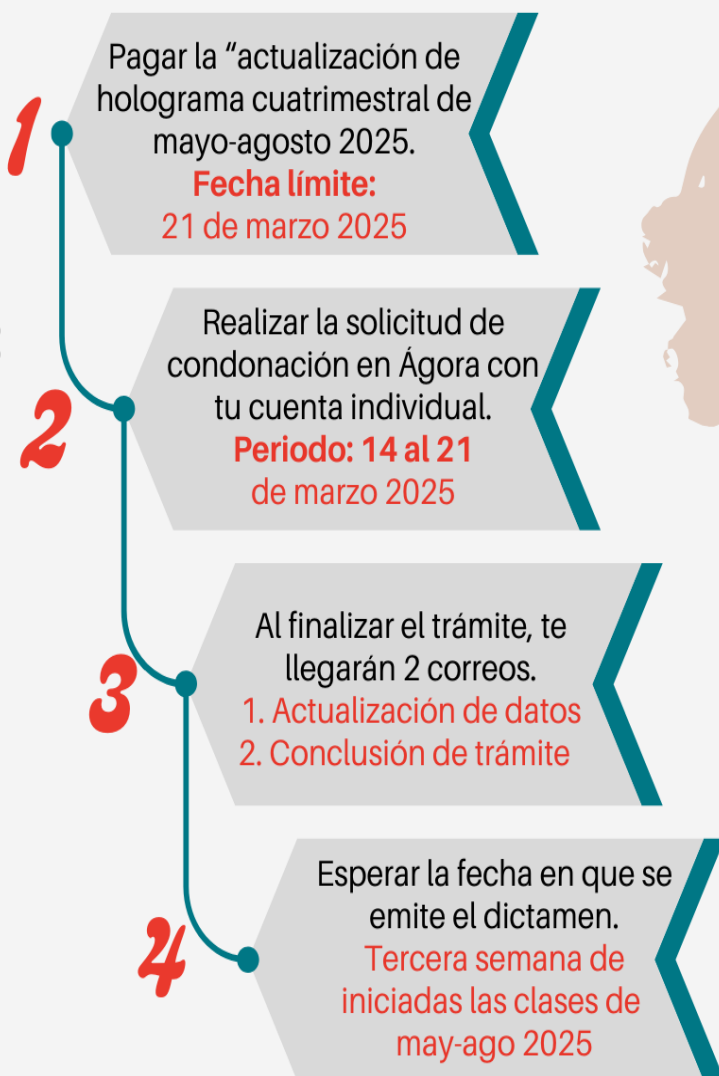 1
Pagar la “actualización de
holograma cuatrimestral de
mayo-agosto 2025.
Fecha límite:
21 de marzo 2025
2
Realizar la solicitud de
condonación en Ágora con
tu cuenta individual.
Periodo: 14 al 21
de marzo 2025
3
Al finalizar el trámite, te
llegarán 2 correos.
1. Actualización de datos
2. Conclusión de trámite
4
Esperar la fecha en que se
emite el dictamen.
Tercera semana de
iniciadas las clases de
may-ago 2025